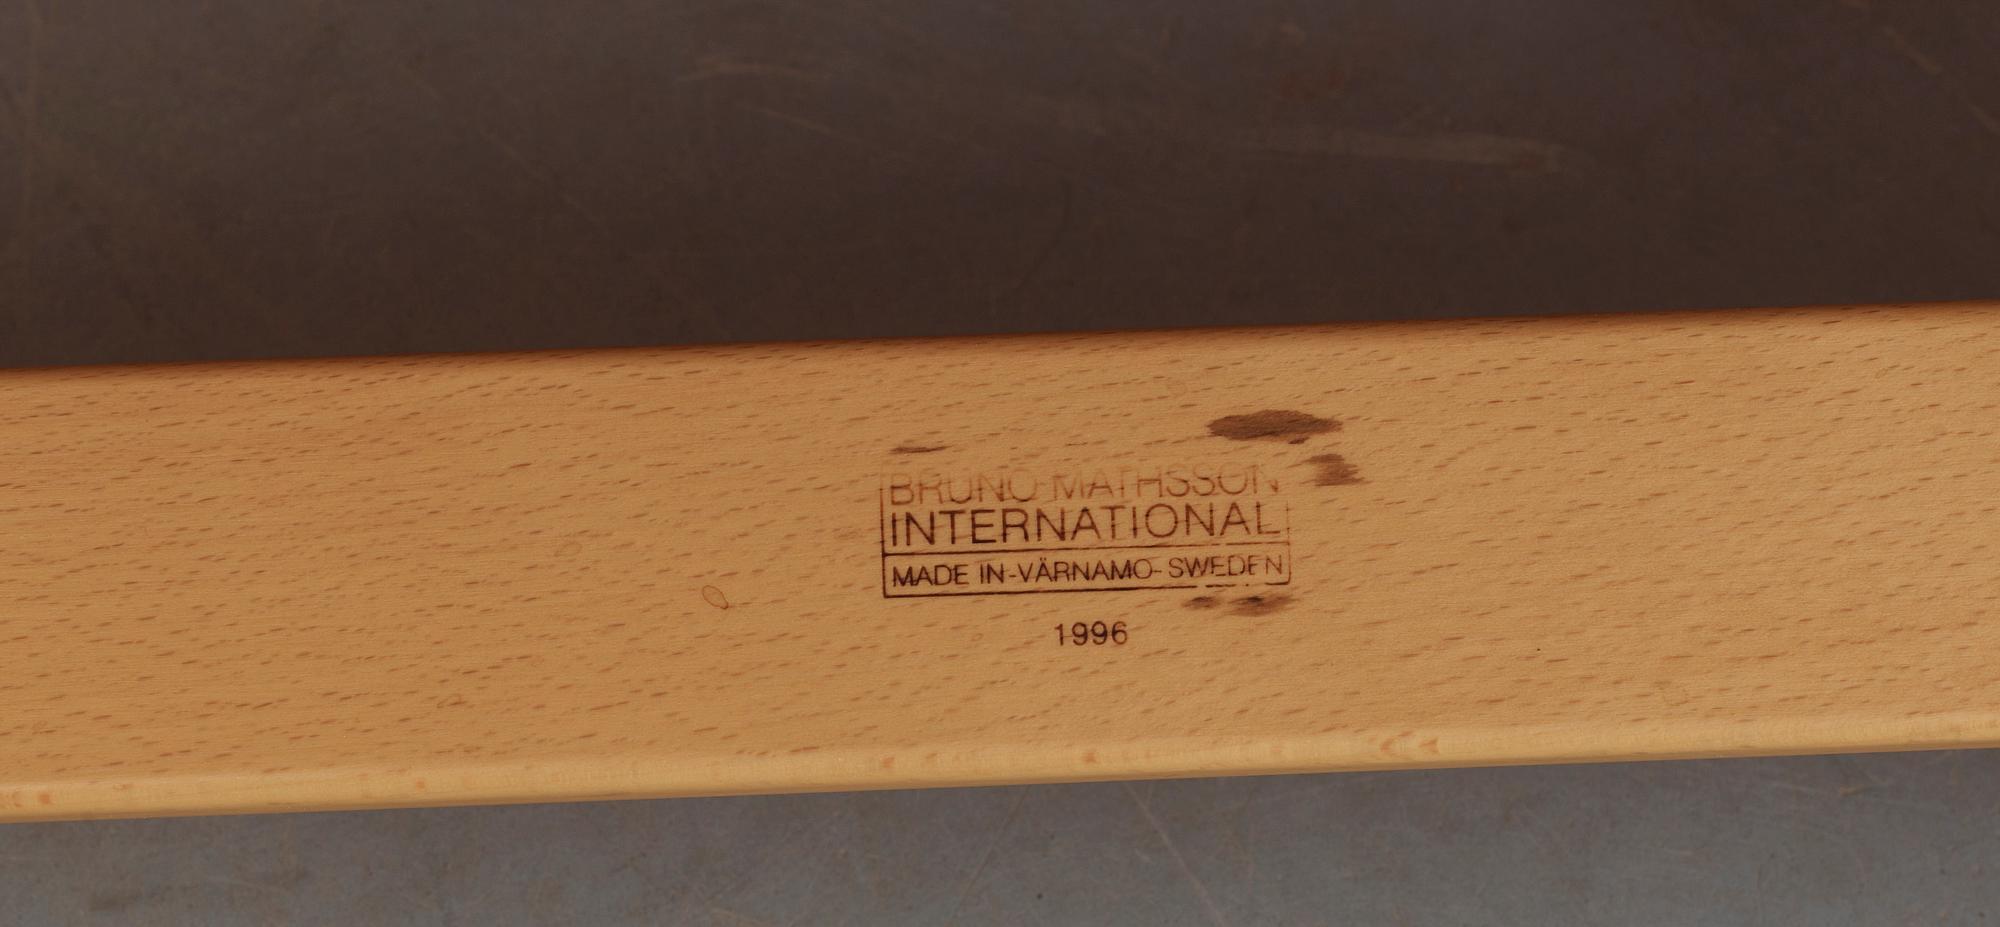 BRUNO MATHSSON
INTERNATIONAL
MADE IN-VÄRNAMO-SWEDEN
1996